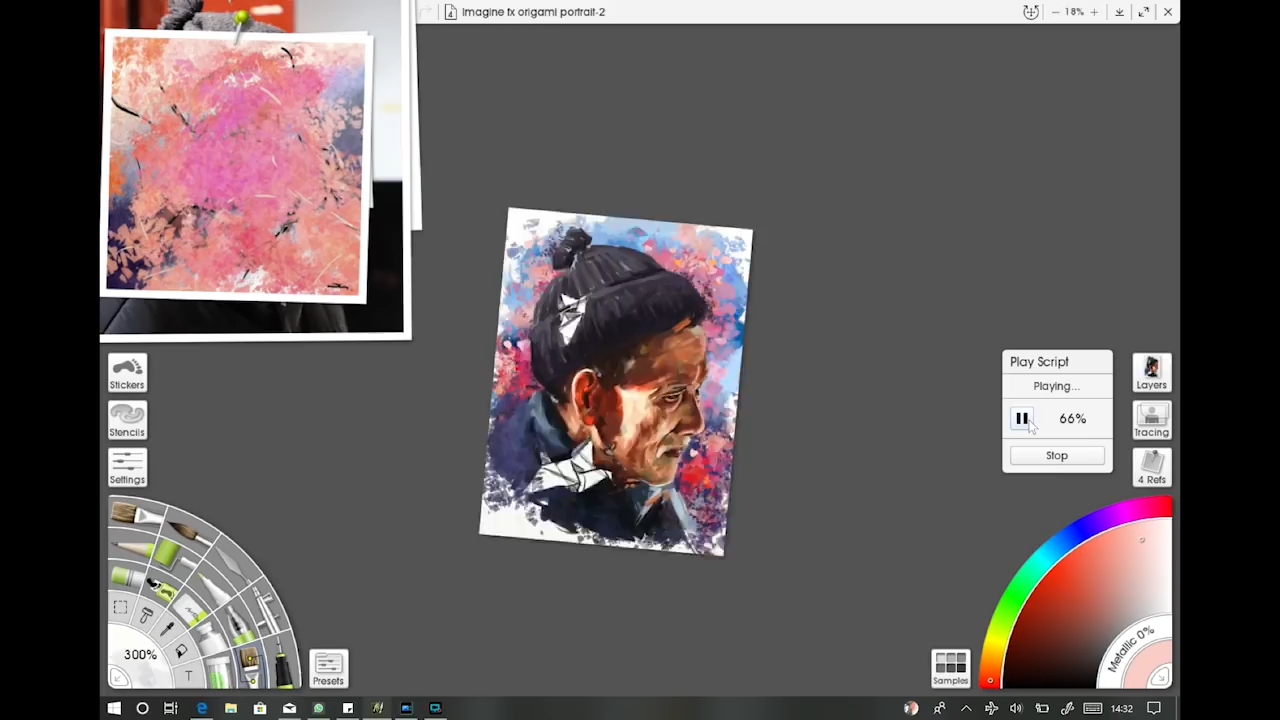 Imagine fx origami portrait-2
18%
Stickers
Stencils
Settings
Play Script
Playing...
66%
Stop
Layers
Tracing
4 Refs
300%
T
Presets
Samples
Metallic 0%
14:32